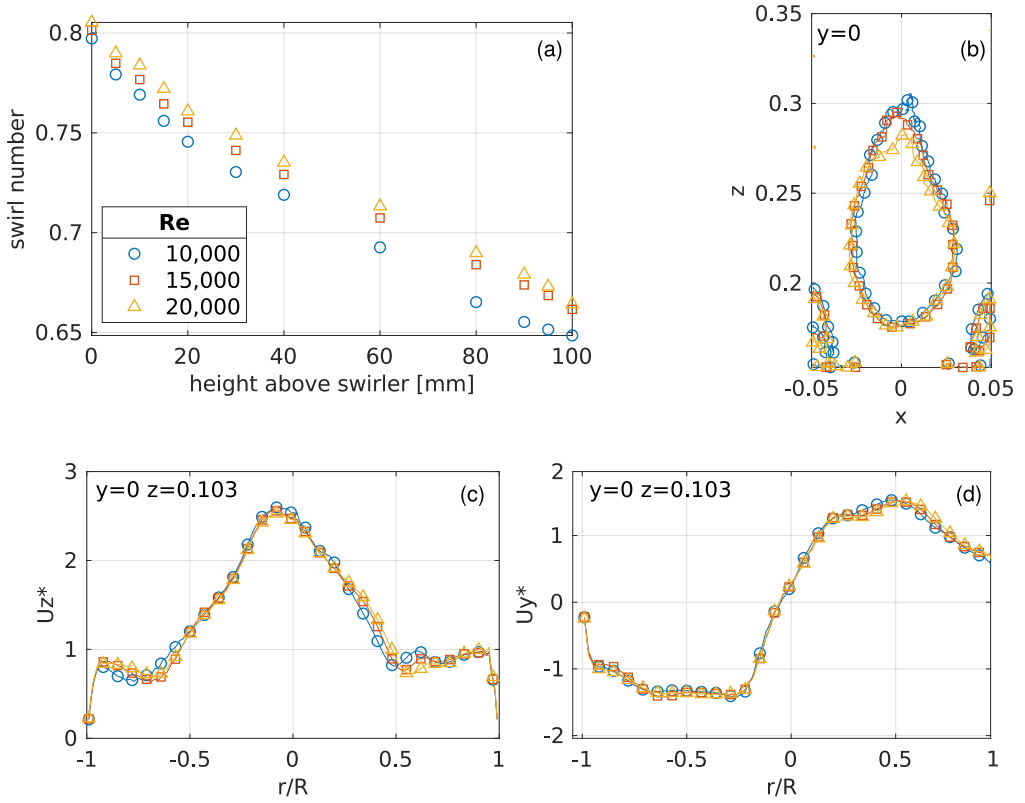 (a)
0.8
0.75
0.7
0.65
swirl number
Re
10,000
15,000
20,000
0 20 40 60 80 100
height above swirler [mm]
y=0 (b)
0.35
0.3
0.25
0.2
z
-0.05 0 0.05
x
y=0 z=0.103 (c)
3
2
1
0
Uz*
-1 -0.5 0 0.5 1
r/R
y=0 z=0.103 (d)
2
1
0
-1
-2
Uy*
-1 -0.5 0 0.5 1
r/R